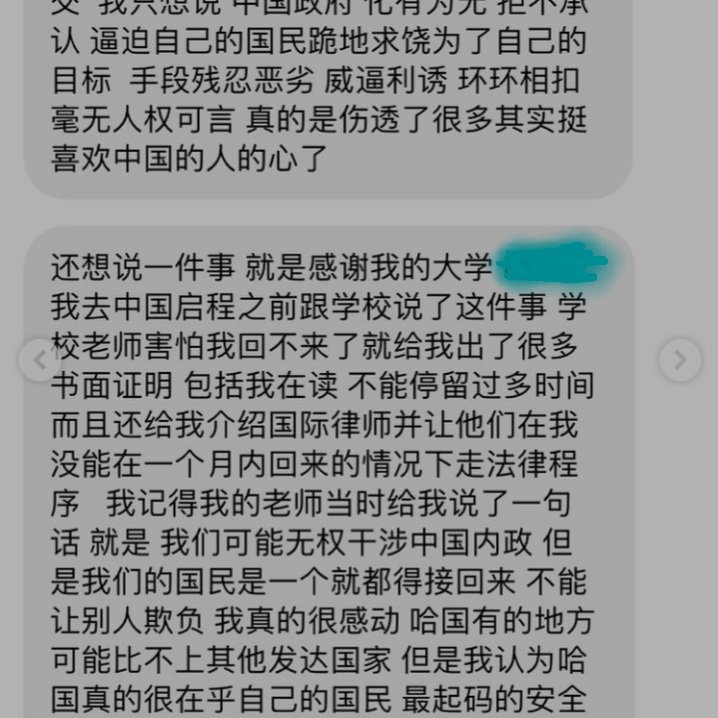 交 我只想说 中国政府 化有为无 拒不承
认 逼迫自己的国民跪地求饶为了自己的
目标 手段残忍恶劣 威逼利诱 环环相扣
毫无人权可言 真的是伤透了很多其实挺
喜欢中国的人的心了
还想说一件事 就是感谢我的大学
我去中国启程之前跟学校说了这件事 学
校老师害怕我回不来了就给我出了很多
书面证明 包括我在读 不能停留过多时间
而且还给我介绍国际律师并让他们在我
没能在一个月内回来的情况下走法律程
序 我记得我的老师当时给我说了一句
话 就是 我们可能无权干涉中国内政 但
是我们的国民是一个就都得接回来 不能
让别人欺负 我真的很感动 哈国有的地方
可能比不上其他发达国家 但是我认为哈
国真的很在乎自己的国民 最起码的安全